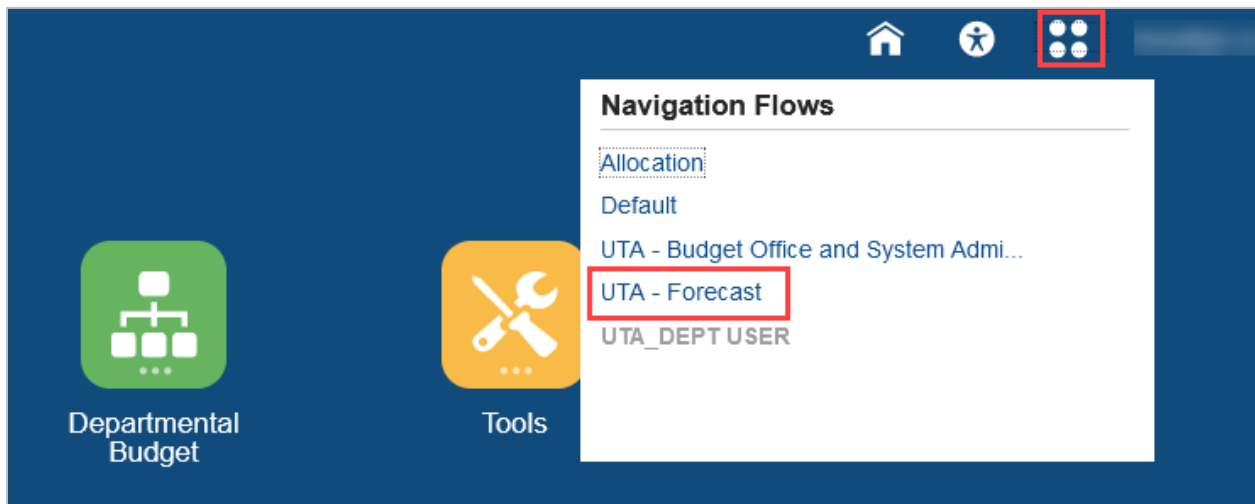 Navigation Flows
Allocation
Default
UTA - Budget Office and System Admi...
UTA - Forecast
UTA_DEPT USER
Departmental
Budget
Tools